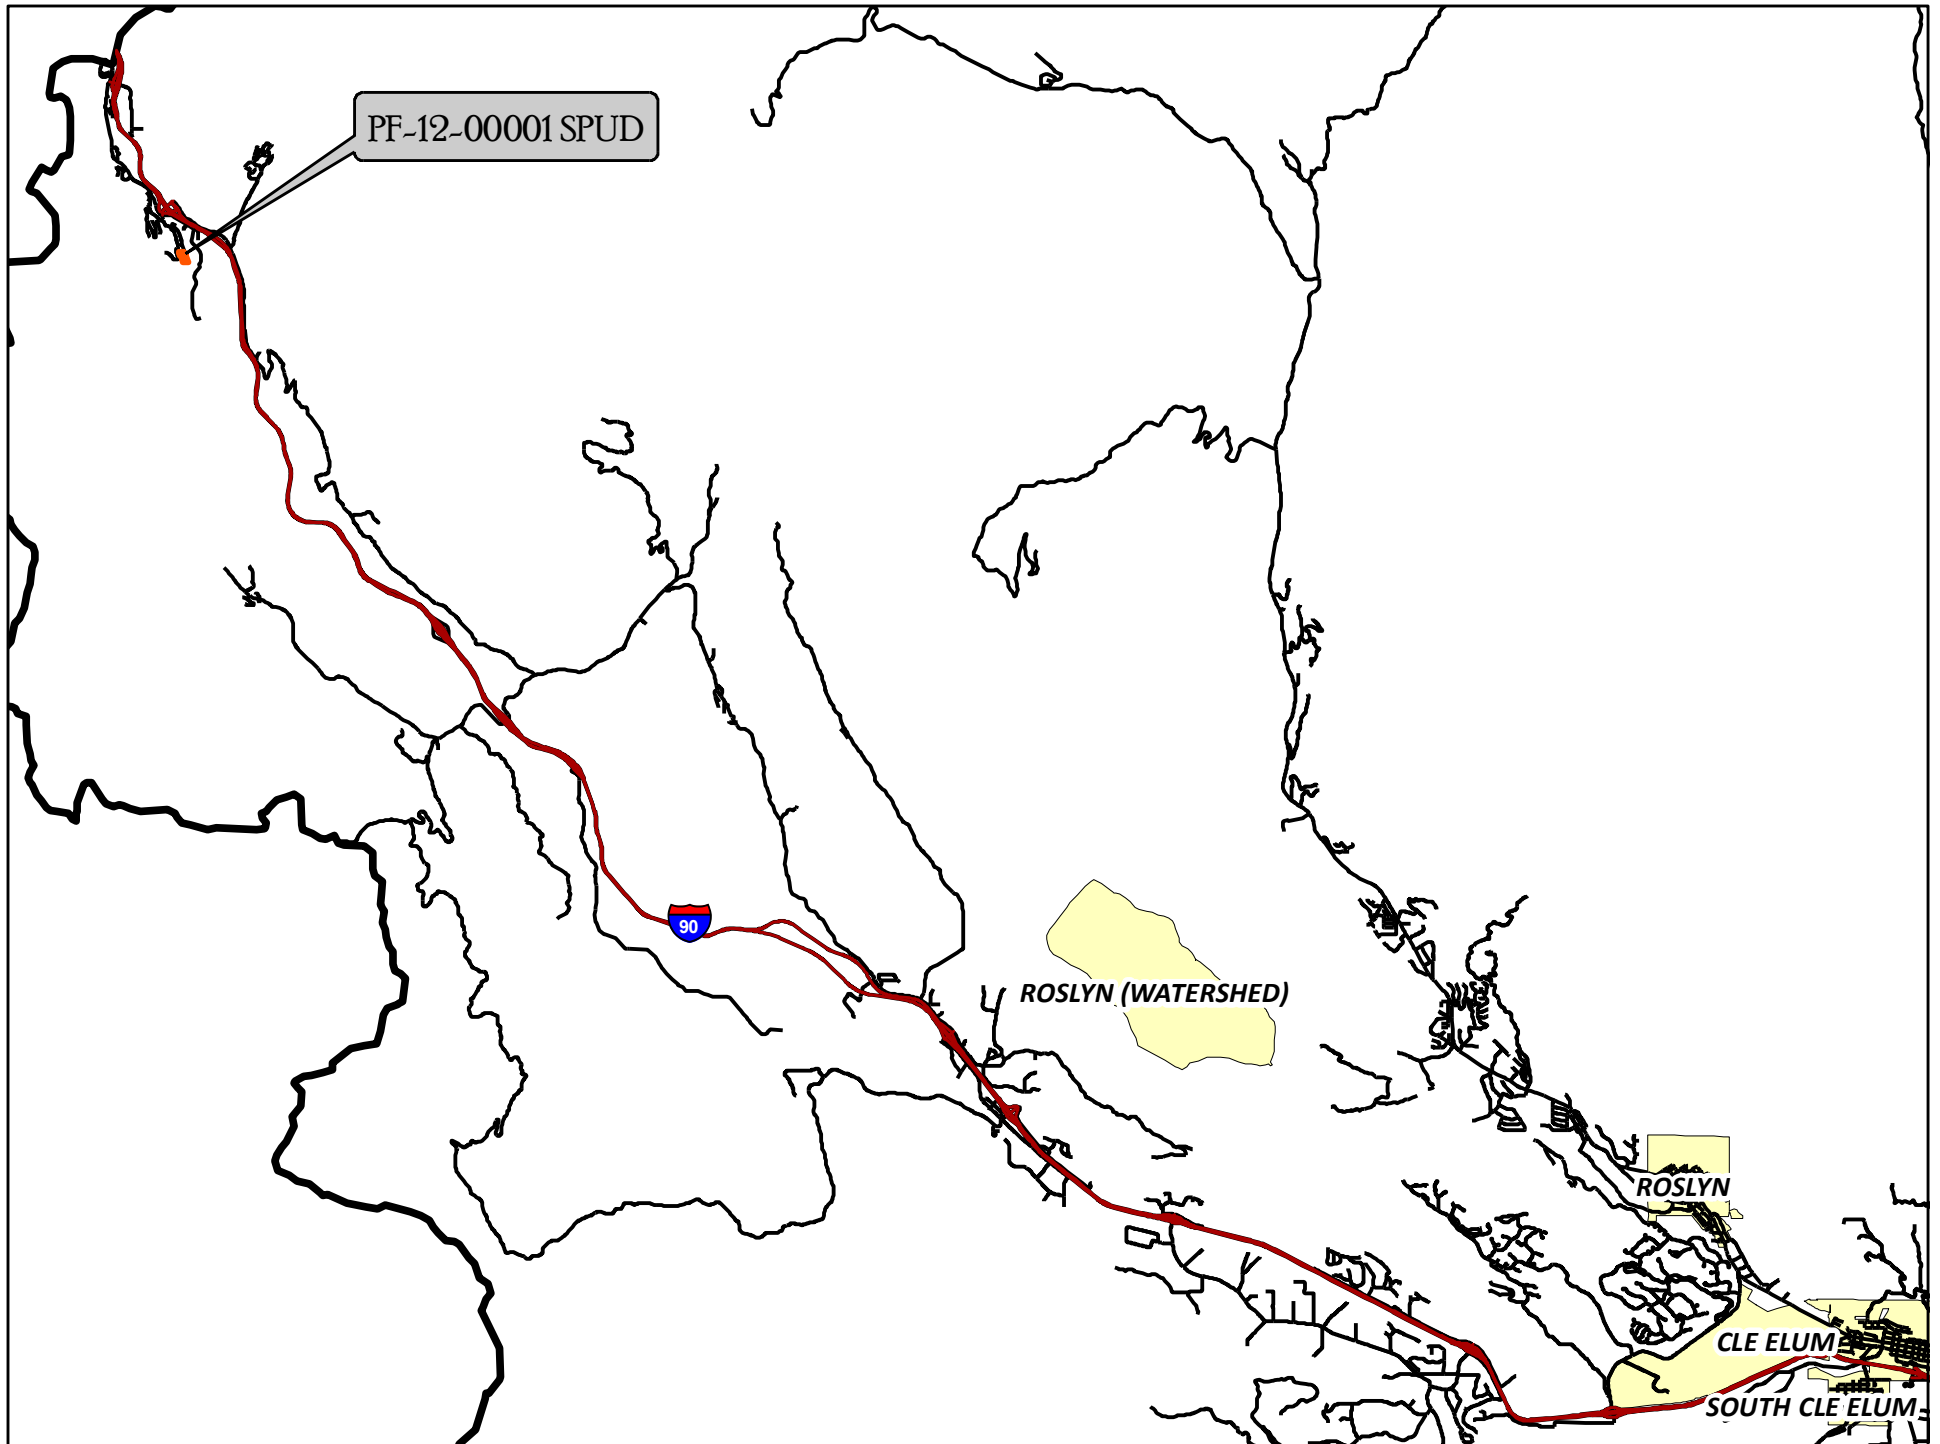 PF-12-00001 SPUD
90
ROSLYN (WATERSHED)
ROSLYN
CLE ELUM
SOUTH CLE ELUM